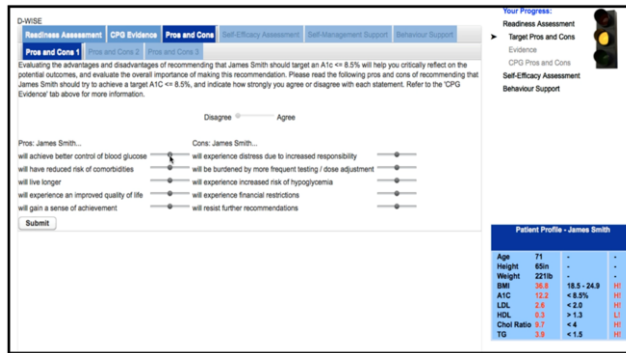 D-WISE
Readiness Assessment CPG Evidence Pros and Cons Self-Efficacy Assessment Self-Management Support Behaviour Support
Pros and Cons 1 Pros and Cons 2 Pros and Cons 3
Evaluating the advantages and disadvantages of recommending that James Smith should target an A1c <= 8.5% will help you critically reflect on the
potential outcomes, and evaluate the overall importance of making this recommendation. Please read the following pros and cons of recommending that
James Smith should try to achieve a target A1C <= 8.5%, and indicate how strongly you agree or disagree with each statement. Refer to the 'CPG
Evidence' tab above for more information.
Disagree Agree
Pros: James Smith... Cons: James Smith...
will achieve better control of blood glucose will experience distress due to increased responsibility
will have reduced risk of comorbidities will be burdened by more frequent testing / dose adjustment
will live longer will experience increased risk of hypoglycemia
will experience an improved quality of life will experience financial restrictions
will gain a sense of achievement will resist further recommendations
Submit
Your Progress:
Readiness Assessment
Target Pros and Cons
Evidence
CPG Pros and Cons
Self-Efficacy Assessment
Behaviour Support
Patient Profile - James Smith
Age 71 - -
Height 65in - -
Weight 221lb - -
BMI 36.8 18.5 - 24.9 H!
A1C 12.2 < 8.5% H!
LDL 2.6 < 2.0 H!
HDL 0.3 > 1.3 L!
Chol Ratio 9.7 < 4 H!
TG 3.9 < 1.5 H!